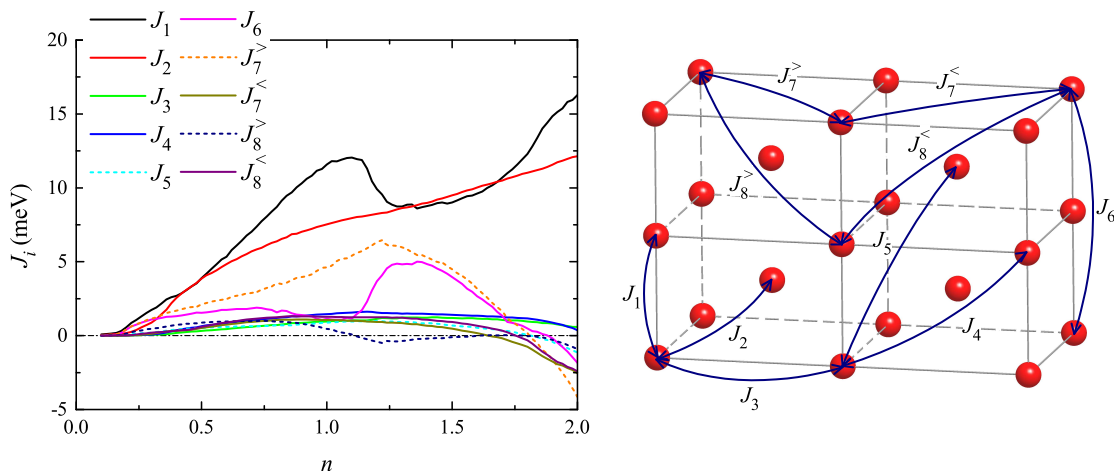 J₁ J₆
J₂ J₇^>
J₃ J₇^<
J₄ J₈^>
J₅ J₈^<
20
15
10
5
0
-5
Jᵢ (meV)
0.0 0.5 1.0 1.5 2.0
n
J₇^> J₇^<
J₈^<
J₈^>
J₆
J₅
J₁
J₂ J₄
J₃